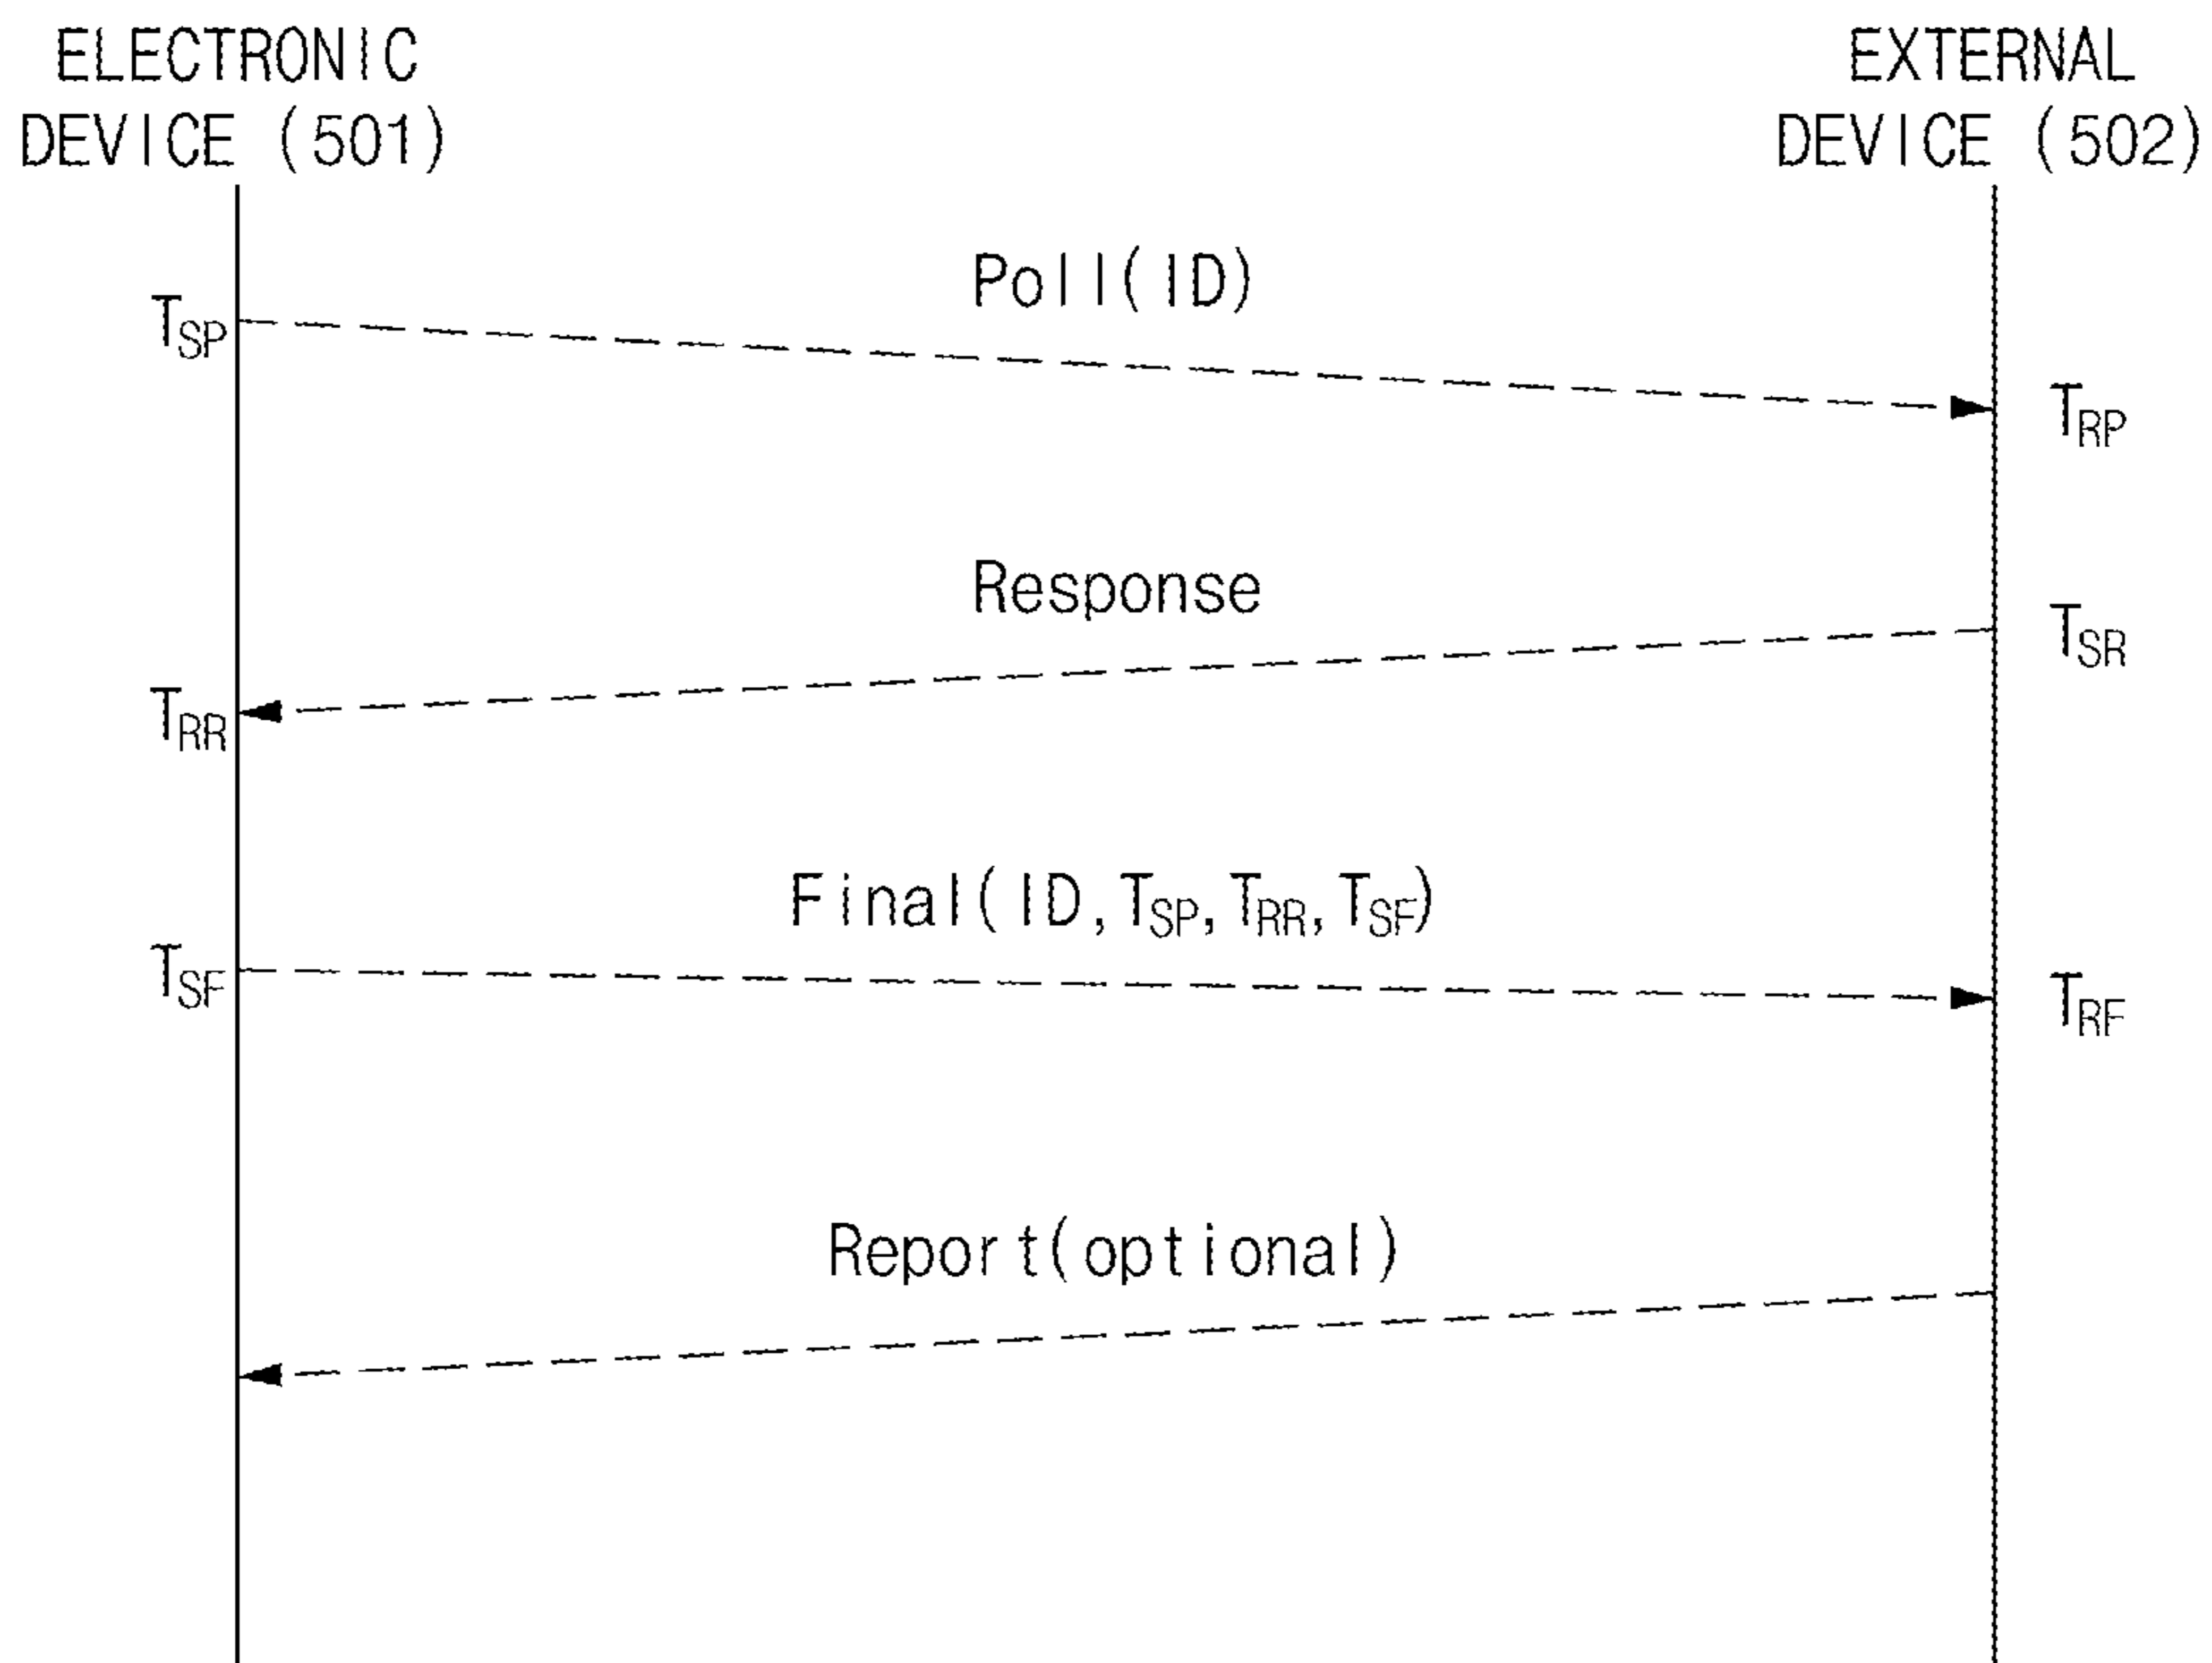 ELECTRONIC
DEVICE (501)
EXTERNAL
DEVICE (502)
Poll(ID)
TSP
TRP
Response
TSR
TRR
Final(ID,TSP,TRR,TSF)
TSF
TRF
Report(optional)